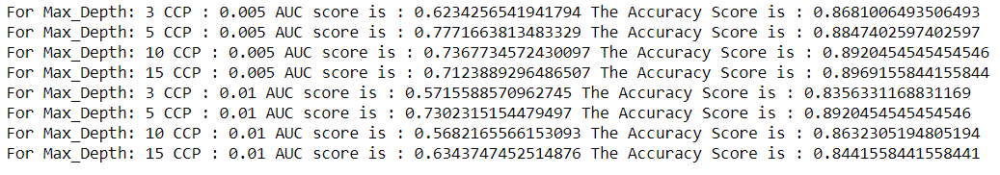 For Max_Depth: 3 CCP : 0.005 AUC score is : 0.6234256541941794 The Accuracy Score is : 0.8681006493506493
For Max_Depth: 5 CCP : 0.005 AUC score is : 0.7771663813483329 The Accuracy Score is : 0.8847402597402597
For Max_Depth: 10 CCP : 0.005 AUC score is : 0.7367734572430097 The Accuracy Score is : 0.8920454545454546
For Max_Depth: 15 CCP : 0.005 AUC score is : 0.7123889296486507 The Accuracy Score is : 0.8969155844155844
For Max_Depth: 3 CCP : 0.01 AUC score is : 0.5715588570962745 The Accuracy Score is : 0.8356331168831169
For Max_Depth: 5 CCP : 0.01 AUC score is : 0.7302315154479497 The Accuracy Score is : 0.8920454545454546
For Max_Depth: 10 CCP : 0.01 AUC score is : 0.5682165566153093 The Accuracy Score is : 0.8632305194805194
For Max_Depth: 15 CCP : 0.01 AUC score is : 0.6343747452514876 The Accuracy Score is : 0.8441558441558441